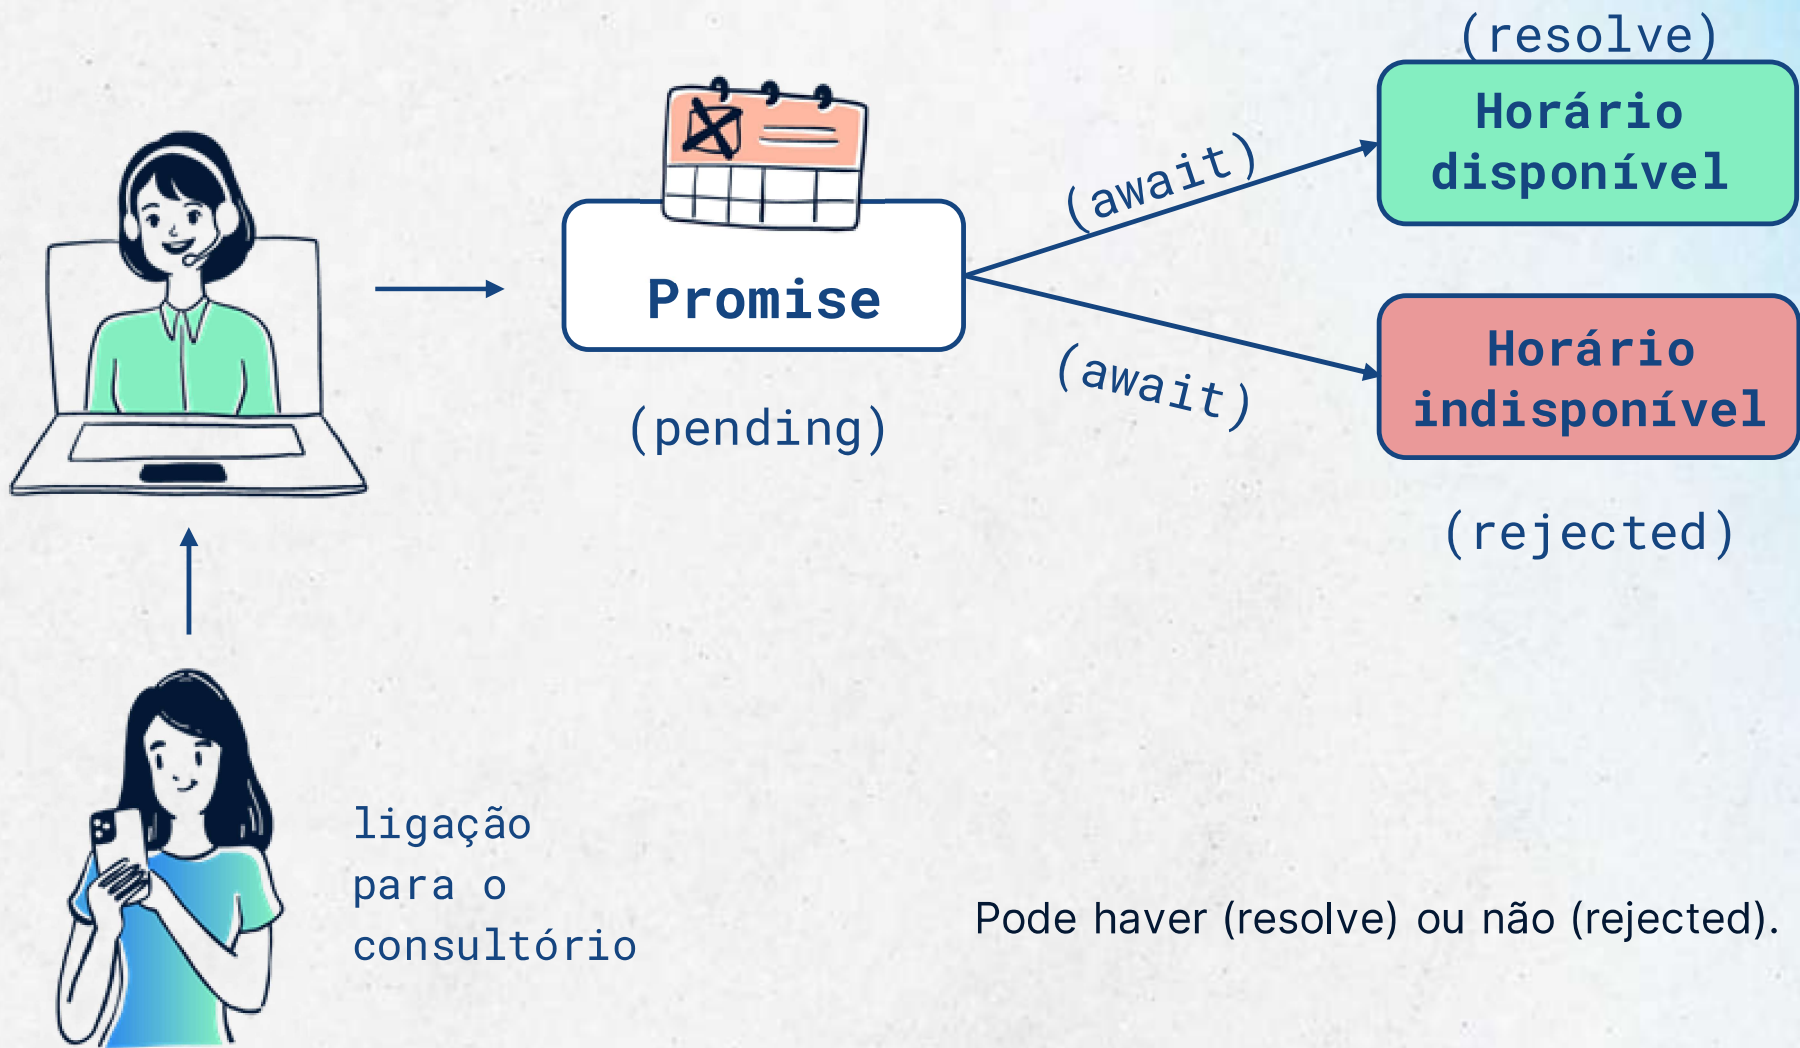 (resolve)
Horário
disponível
(await)
Promise
(pending)
(await)
Horário
indisponível
(rejected)
ligação
para o
consultório
Pode haver (resolve) ou não (rejected).